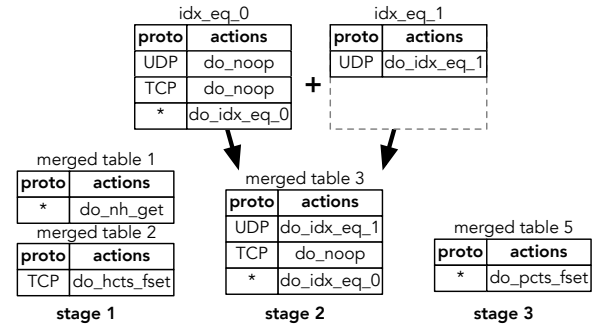 idx_eq_0
proto actions
UDP do_noop
TCP do_noop
* do_idx_eq_0
+
idx_eq_1
proto actions
UDP do_idx_eq_1
merged table 1
proto actions
* do_nh_get
merged table 2
proto actions
TCP do_hcts_fset
stage 1
merged table 3
proto actions
UDP do_idx_eq_1
TCP do_noop
* do_idx_eq_0
stage 2
merged table 5
proto actions
* do_pcts_fset
stage 3